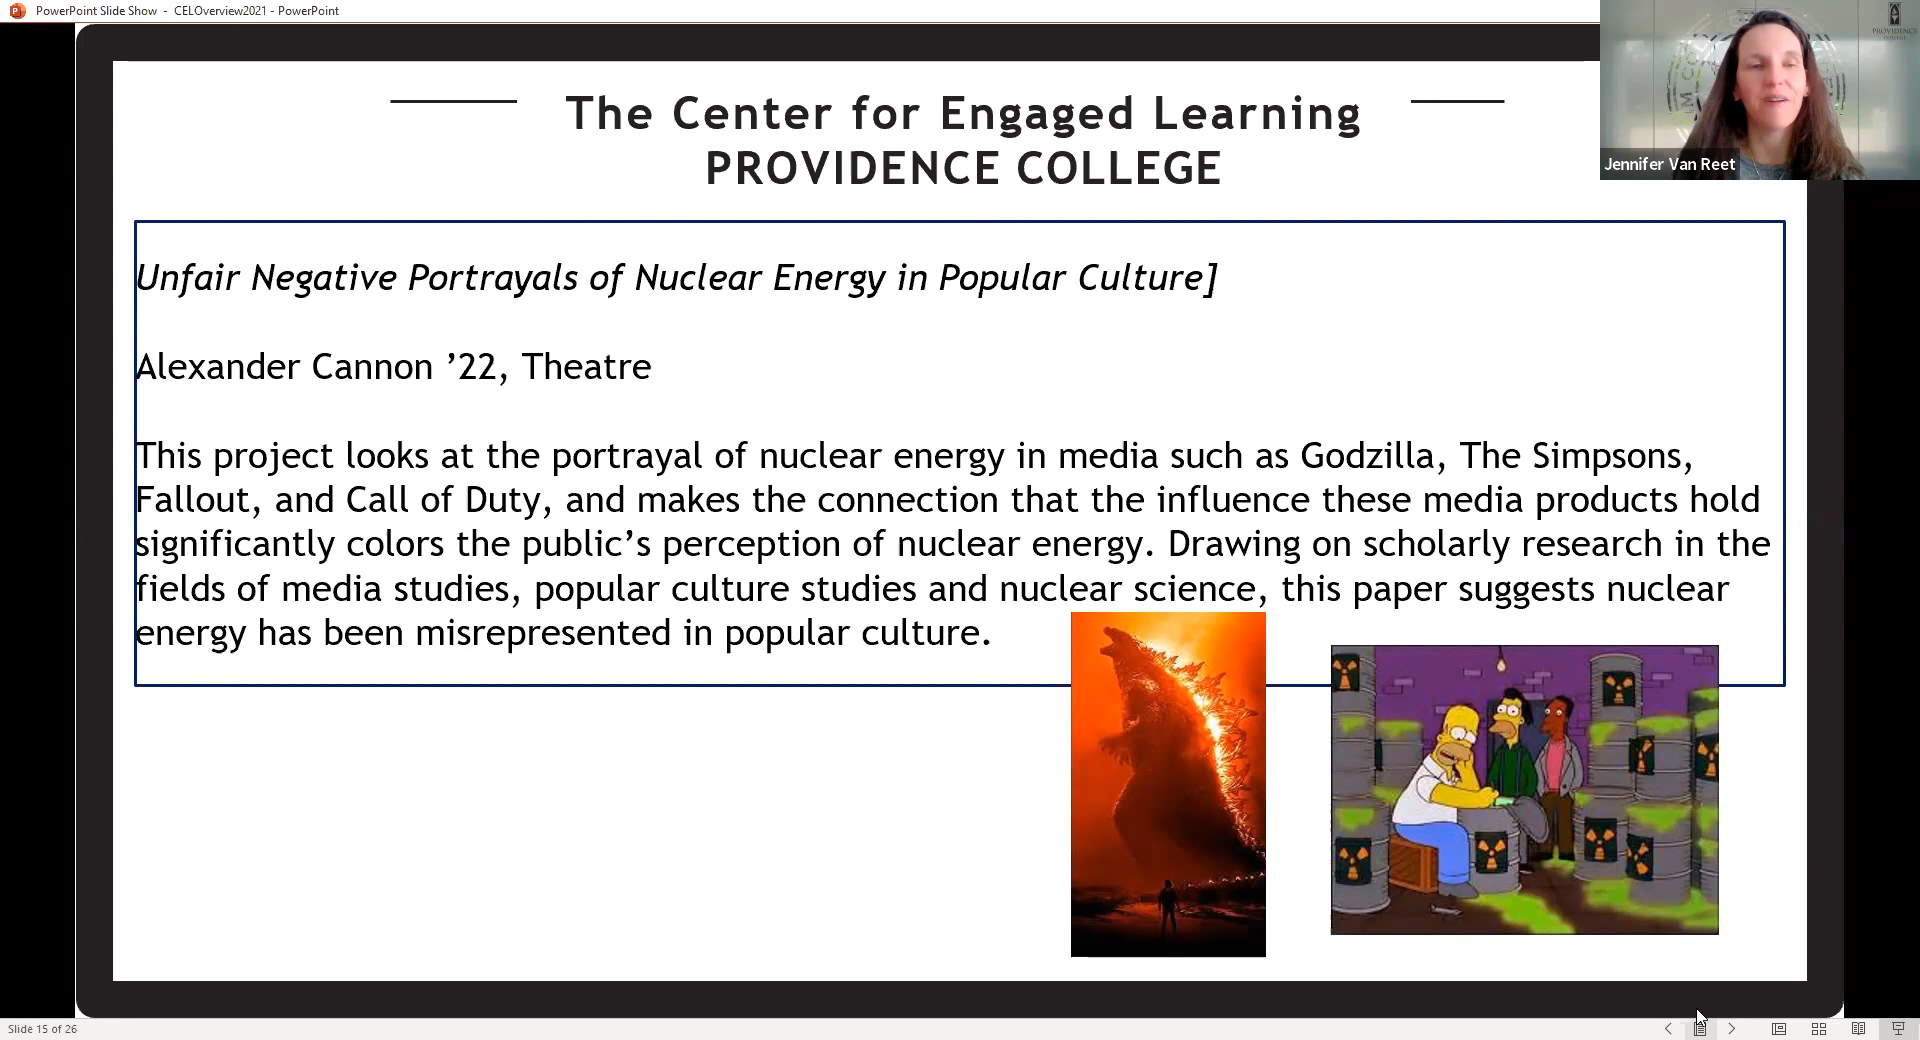 PowerPoint Slide Show - CELOverview2021 - PowerPoint
PROVIDENCE
COLLEGE
Jennifer Van Reet
The Center for Engaged Learning
PROVIDENCE COLLEGE
Unfair Negative Portrayals of Nuclear Energy in Popular Culture]
Alexander Cannon ’22, Theatre
This project looks at the portrayal of nuclear energy in media such as Godzilla, The Simpsons,
Fallout, and Call of Duty, and makes the connection that the influence these media products hold
significantly colors the public’s perception of nuclear energy. Drawing on scholarly research in the
fields of media studies, popular culture studies and nuclear science, this paper suggests nuclear
energy has been misrepresented in popular culture.
Slide 15 of 26